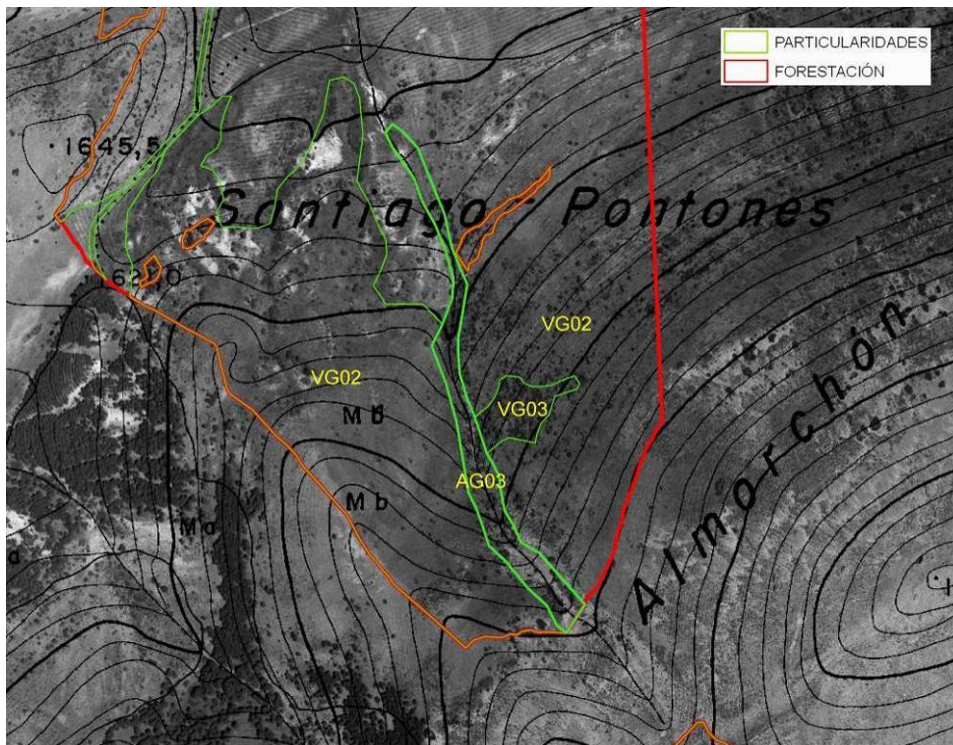 PARTICULARIDADES
FORESTACIÓN
1645,5
Santiago - Pontones
VG02
VG02
Mb
VG03
AG03
Mb
Ma
a
Almorchón